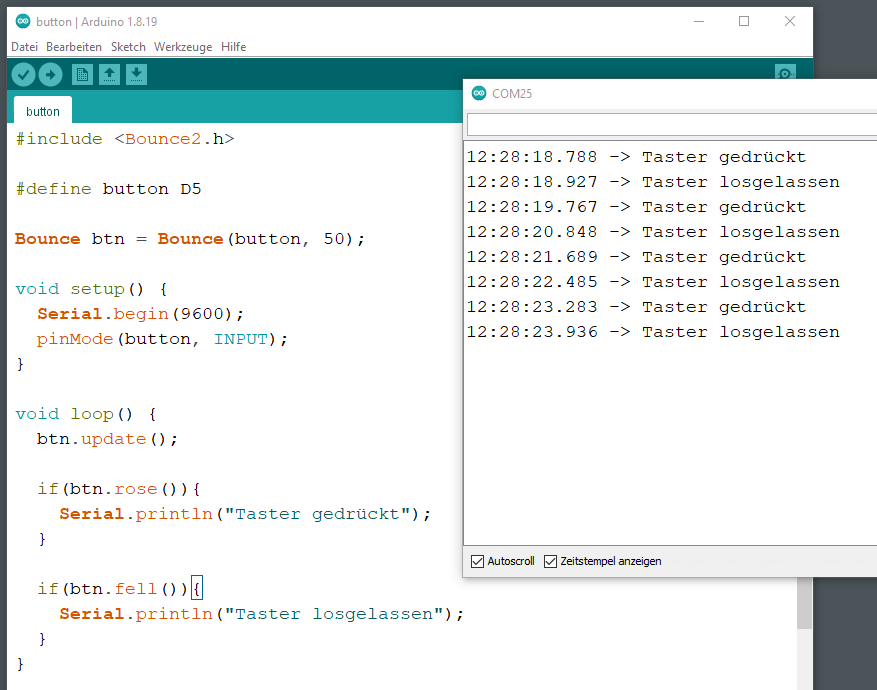 button | Arduino 1.8.19
Datei Bearbeiten Sketch Werkzeuge Hilfe
button
#include <Bounce2.h>
#define button D5
Bounce btn = Bounce(button, 50);
void setup() {
Serial.begin(9600);
pinMode(button, INPUT);
}
void loop() {
btn.update();
if(btn.rose()){
Serial.println("Taster gedrückt");
}
if(btn.fell()){
Serial.println("Taster losgelassen");
}
}
COM25
12:28:18.788 -> Taster gedrückt
12:28:18.927 -> Taster losgelassen
12:28:19.767 -> Taster gedrückt
12:28:20.848 -> Taster losgelassen
12:28:21.689 -> Taster gedrückt
12:28:22.485 -> Taster losgelassen
12:28:23.283 -> Taster gedrückt
12:28:23.936 -> Taster losgelassen
Autoscroll Zeitstempel anzeigen